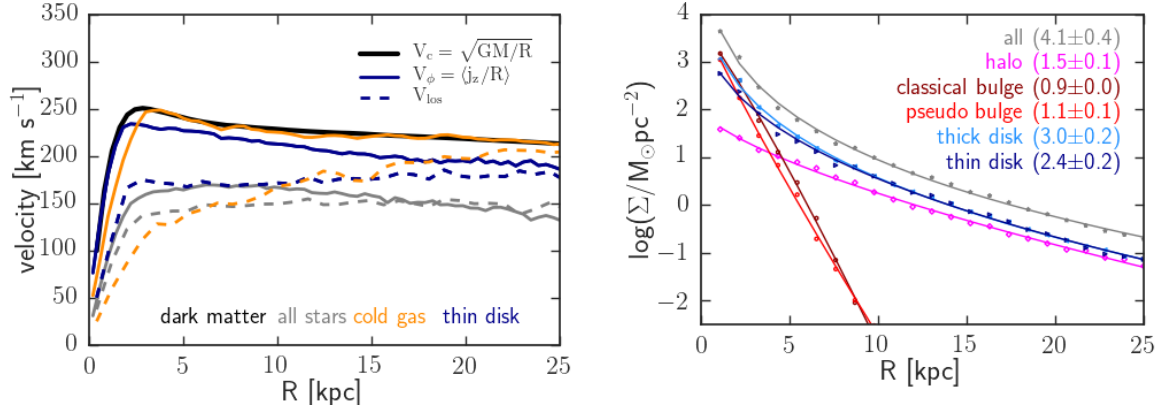 350
300
250
200
150
100
50
0
velocity [km s⁻¹]
V_c = √GM/R
V_φ = ⟨j_z/R⟩
V_los
dark matter all stars cold gas thin disk
0 5 10 15 20 25
R [kpc]
4
3
2
1
0
−1
−2
log(Σ/M⊙pc⁻²)
all (4.1±0.4)
halo (1.5±0.1)
classical bulge (0.9±0.0)
pseudo bulge (1.1±0.1)
thick disk (3.0±0.2)
thin disk (2.4±0.2)
0 5 10 15 20 25
R [kpc]